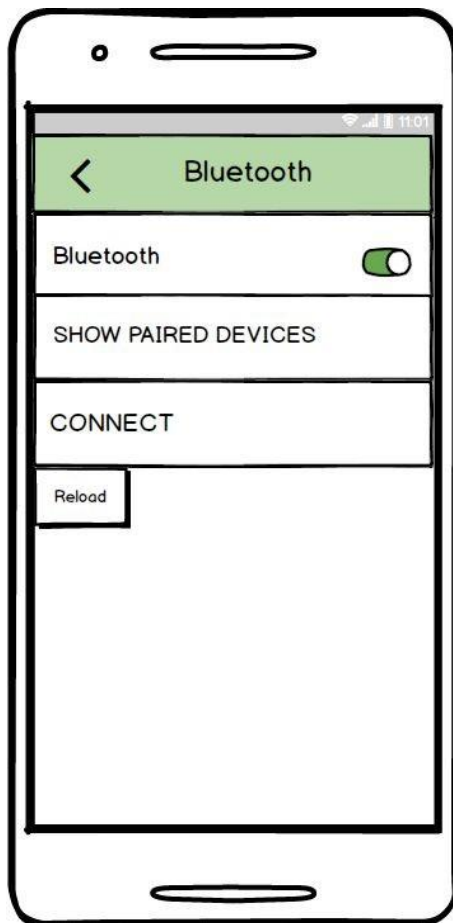 11:01
Bluetooth
Bluetooth
SHOW PAIRED DEVICES
CONNECT
Reload